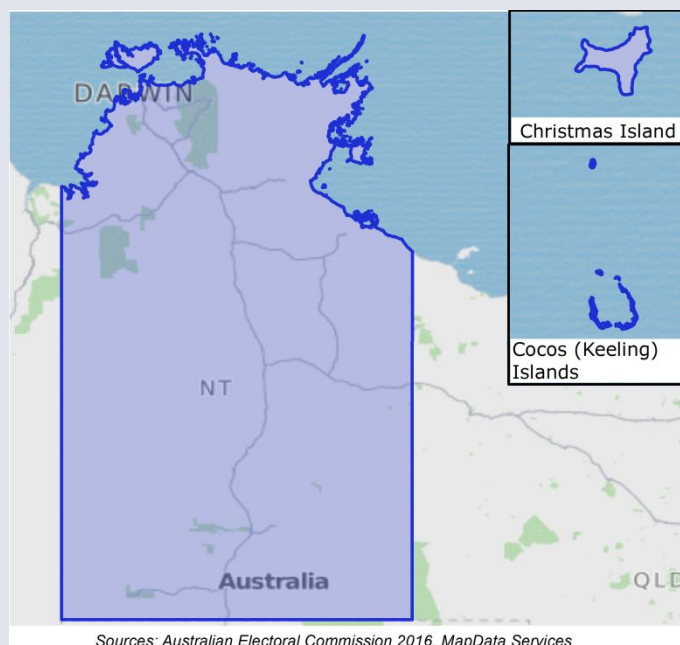 DARWIN
Christmas Island
Cocos (Keeling)
Islands
NT
Australia
QLD
Sources: Australian Electoral Commission 2016, MapData Services